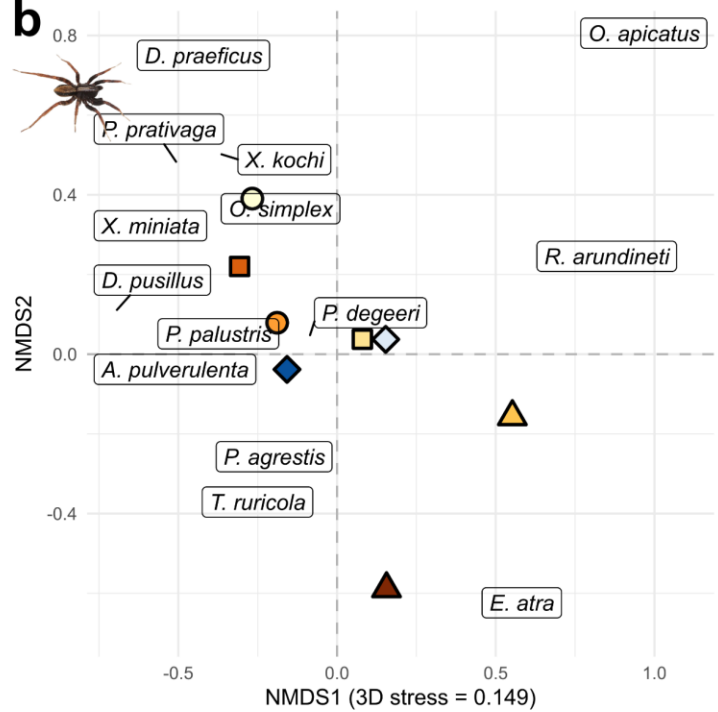 b
0.8
O. apicatus
D. praeficus
P. prativaga
X. kochi
0.4
O. simplex
X. miniata
R. arundineti
D. pusillus
P. degeeri
P. palustris
NMDS2
0.0
A. pulverulenta
P. agrestis
T. ruricola
-0.4
E. atra
-0.5 0.0 0.5 1.0
NMDS1 (3D stress = 0.149)